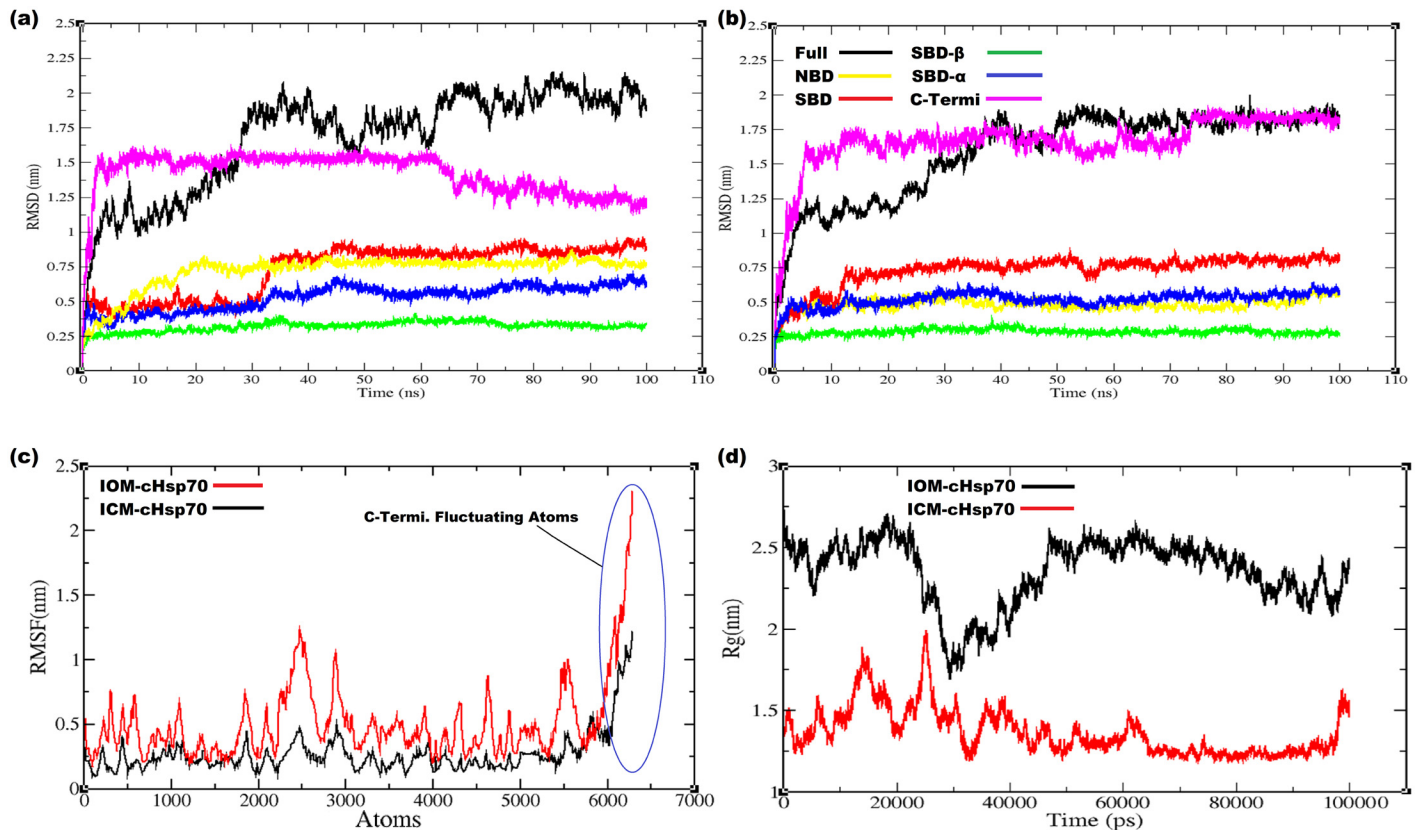 (a)
2.5
2.25
2
1.75
1.5
1.25
1
0.75
0.5
0.25
0
RMSD (nm)
0 10 20 30 40 50 60 70 80 90 100 110
Time (ns)
(b)
Full SBD-β
NBD SBD-α
SBD C-Termi
2.5
2.25
2
1.75
1.5
1.25
1
0.75
0.5
0.25
0
RMSD (nm)
0 10 20 30 40 50 60 70 80 90 100 110
Time (ns)
(c)
IOM-cHsp70
ICM-cHsp70
C-Termi. Fluctuating Atoms
2.5
2
1.5
1
0.5
0
RMSF(nm)
0 1000 2000 3000 4000 5000 6000 7000
Atoms
(d)
IOM-cHsp70
ICM-cHsp70
3
2.5
2
1.5
1
Rg(nm)
0 20000 40000 60000 80000 100000
Time (ps)